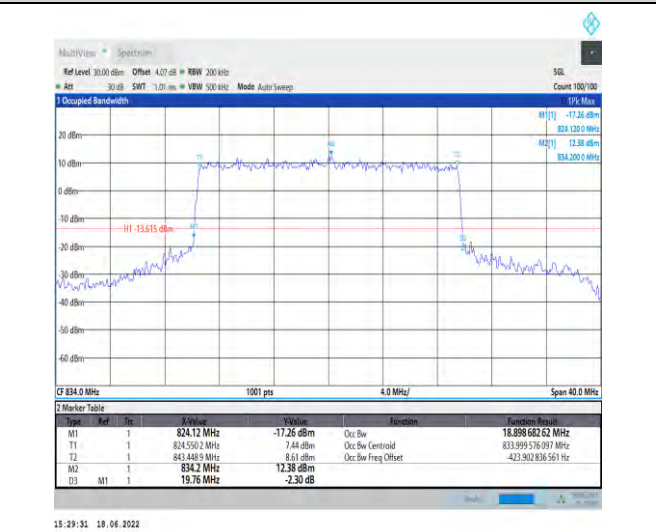 MultiView Spectrum
Ref Level 30.00 dBm Offset 4.07 dB RBW 200 kHz SGL
Att 30 dB SWT 1.01 ms VBW 500 kHz Mode Auto Sweep Count 100/100
1 Occupied Bandwidth 1Pk Max
M1[1] -17.26 dBm
824.120 0 MHz
M2[1] 12.38 dBm
834.200 0 MHz
20 dBm
M2
T1
T2
10 dBm
0 dBm
-10 dBm
H1 -13.615 dBm
M1
D3
-20 dBm
-30 dBm
-40 dBm
-50 dBm
-60 dBm
CF 834.0 MHz 1001 pts 4.0 MHz/ Span 40.0 MHz
2 Marker Table
Type Ref Trc X-Value Y-Value Function Function Result
M1 1 824.12 MHz -17.26 dBm Occ Bw 18.898 682 62 MHz
T1 1 824.550 2 MHz 7.44 dBm Occ Bw Centroid 833.999 576 097 MHz
T2 1 843.448 9 MHz 8.61 dBm Occ Bw Freq Offset -423.902 836 561 Hz
M2 1 834.2 MHz 12.38 dBm
D3 M1 1 19.76 MHz -2.30 dB
15:29:31 18.06.2022